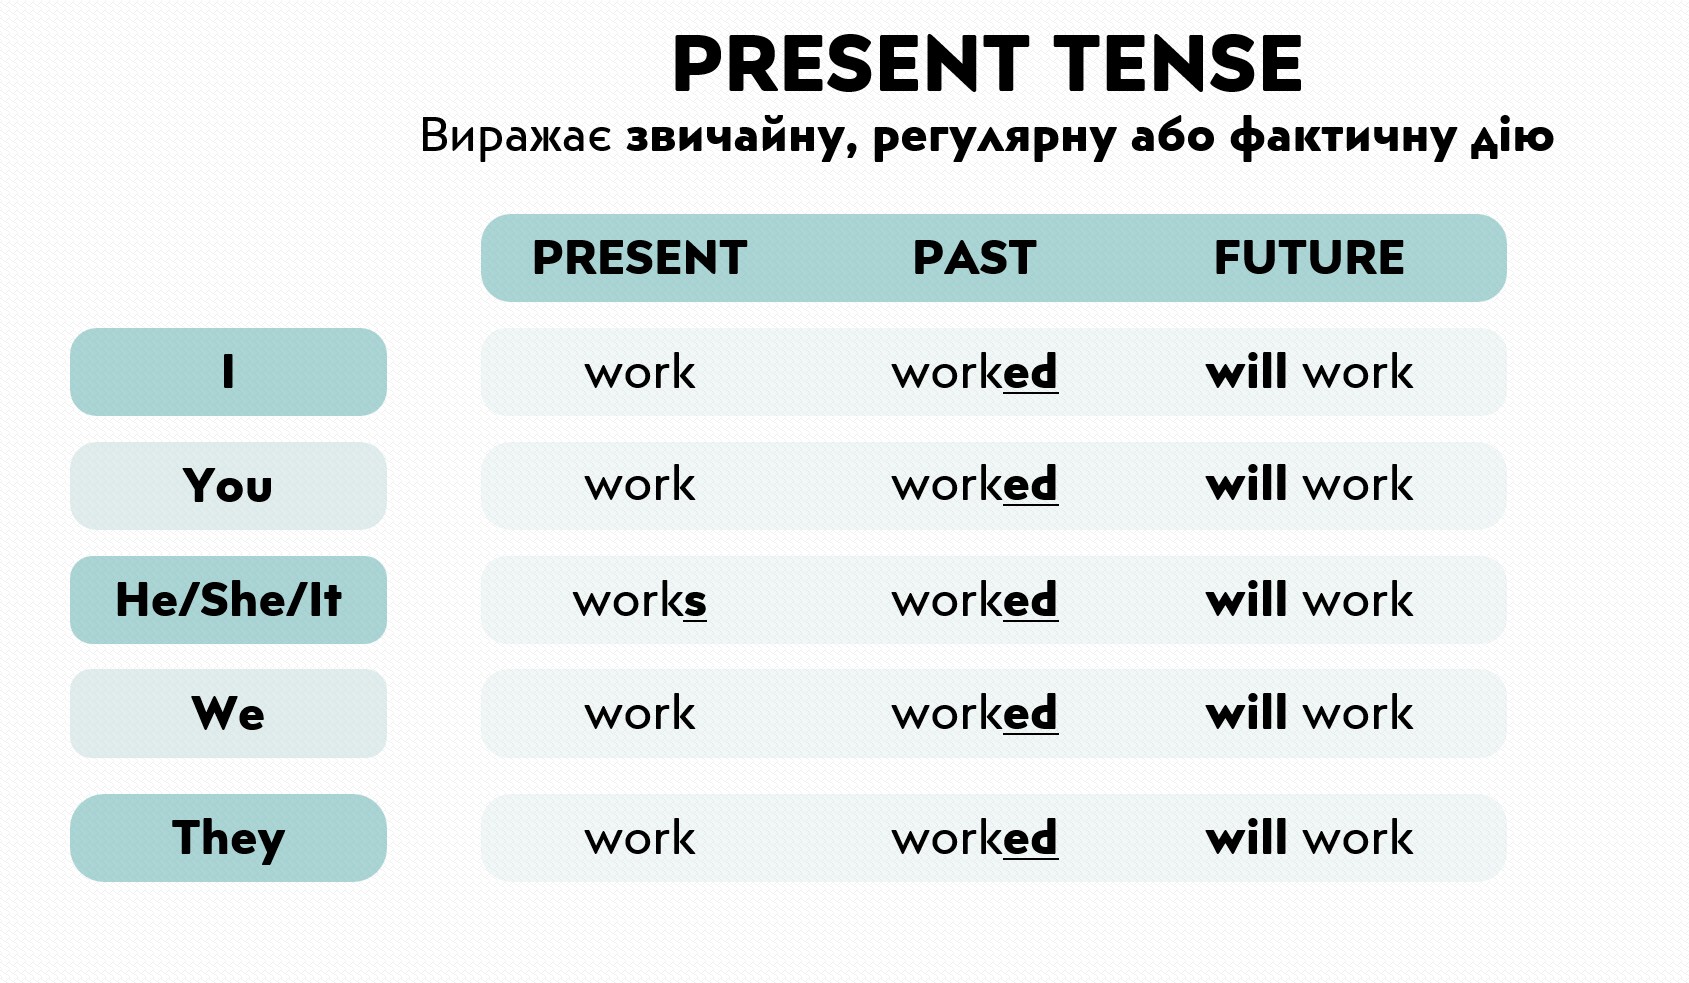 PRESENT TENSE
Виражає звичайну, регулярну або фактичну дію
PRESENT PAST FUTURE
I work worked will work
You work worked will work
He/She/It works worked will work
We work worked will work
They work worked will work